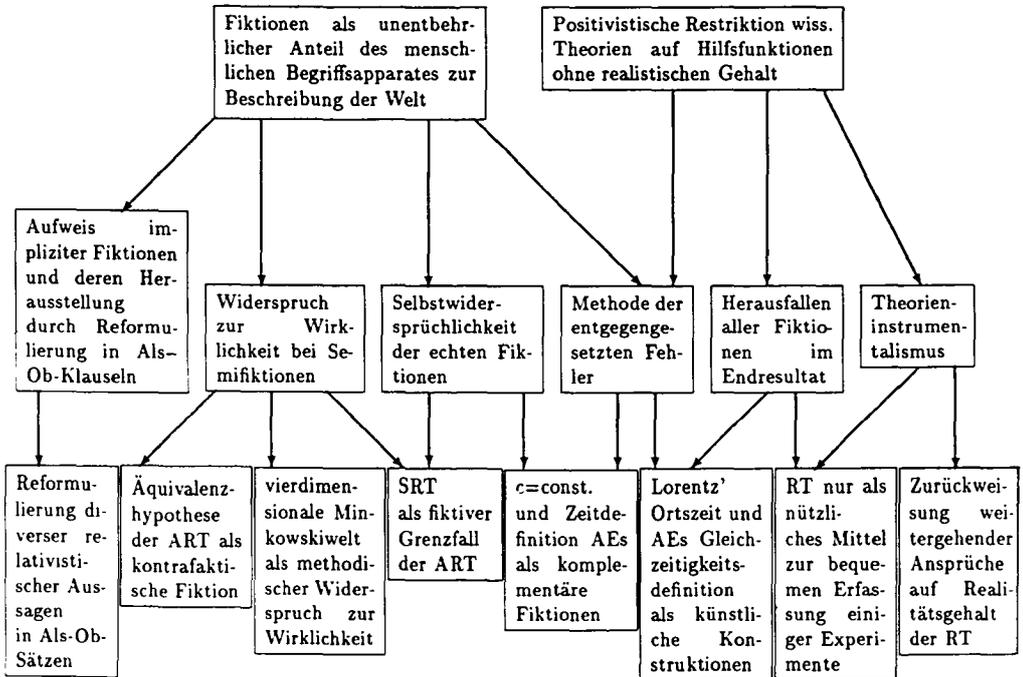 Fiktionen als unentbehr-
licher Anteil des mensch-
lichen Begriffsapparates zur
Beschreibung der Welt
Positivistische Restriktion wiss.
Theorien auf Hilfsfunktionen
ohne realistischen Gehalt
Aufweis im-
pliziter Fiktionen
und deren Her-
ausstellung
durch Reformu-
lierung in Als-
Ob-Klauseln
Widerspruch
zur Wirk-
lichkeit bei Se-
mifiktionen
Selbstwider-
sprüchlichkeit
der echten Fik-
tionen
Methode der
entgegenge-
setzten Feh-
ler
Herausfallen
aller Fiktio-
nen im
Endresultat
Theorien-
instrumen-
talismus
Reformu-
lierung di-
verser re-
lativisti-
scher Aus-
sagen
in Als-Ob-
Sätzen
Äquivalenz-
hypothese
der ART als
kontrafakti-
sche Fiktion
vierdimen-
sionale Min-
kowskiwelt
als methodi-
scher Wider-
spruch zur
Wirklichkeit
SRT
als fiktiver
Grenzfall
der ART
c=const.
und Zeitde-
finition AEs
als komple-
mentäre
Fiktionen
Lorentz'
Ortszeit und
AEs Gleich-
zeitigkeits-
definition
als künstli-
che Kon-
struktionen
RT nur als
nützli-
ches Mittel
zur beque-
men Erfas-
sung eini-
ger Experi-
mente
Zurückwei-
sung wei-
tergehender
Ansprüche
auf Reali-
tätsgehalt
der RT